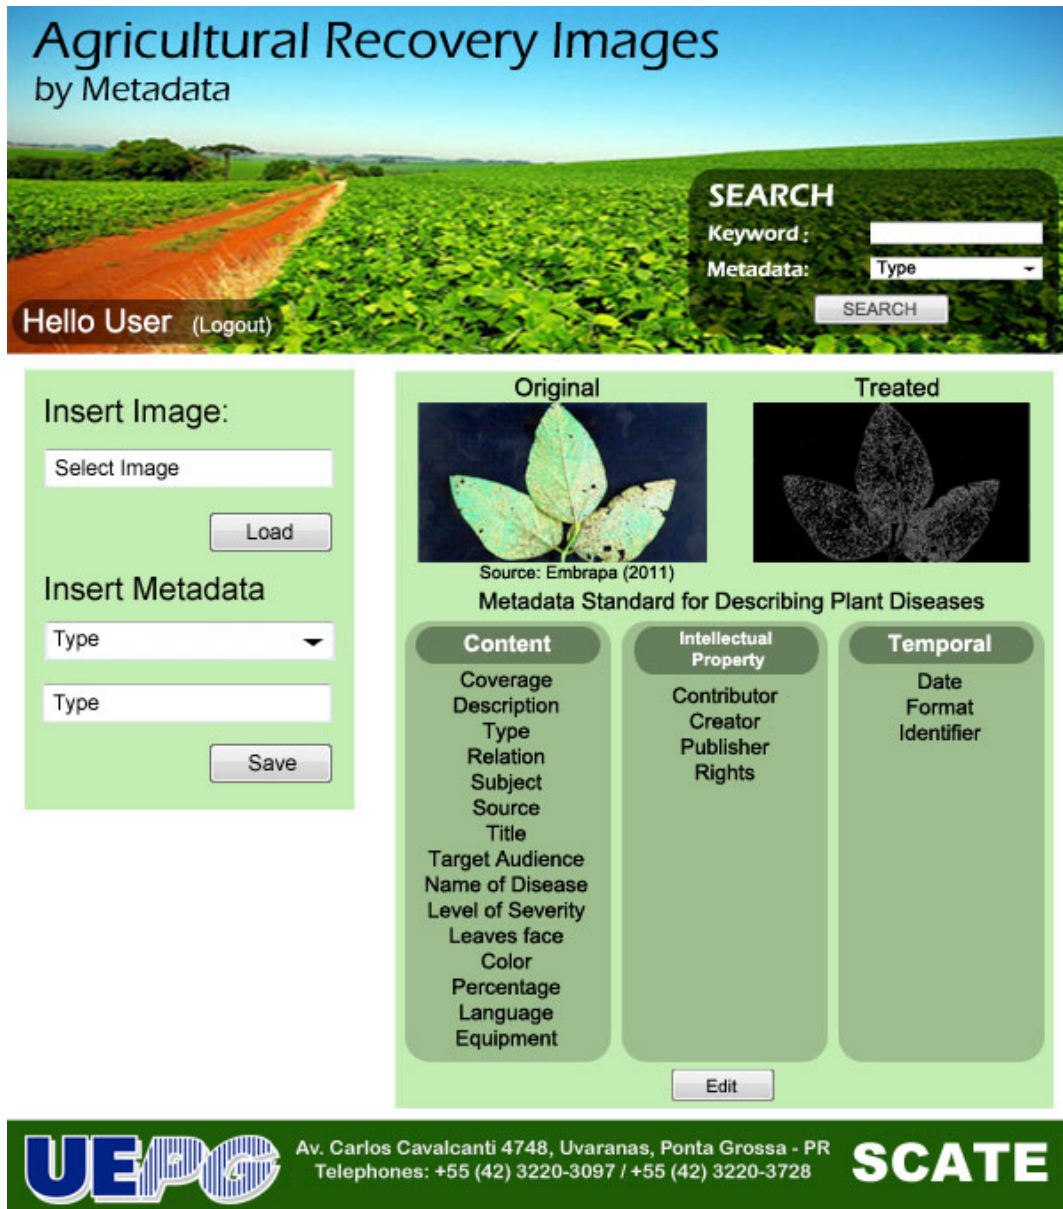 Agricultural Recovery Images
by Metadata
SEARCH
Keyword :
Metadata:
Type
SEARCH
Hello User (Logout)
Insert Image:
Select Image
Load
Insert Metadata
Type
Type
Save
Original
Treated
Source: Embrapa (2011)
Metadata Standard for Describing Plant Diseases
Content
Coverage
Description
Type
Relation
Subject
Source
Title
Target Audience
Name of Disease
Level of Severity
Leaves face
Color
Percentage
Language
Equipment
Intellectual
Property
Contributor
Creator
Publisher
Rights
Temporal
Date
Format
Identifier
Edit
UEPG
Av. Carlos Cavalcanti 4748, Uvaranas, Ponta Grossa - PR
Telephones: +55 (42) 3220-3097 / +55 (42) 3220-3728
SCATE